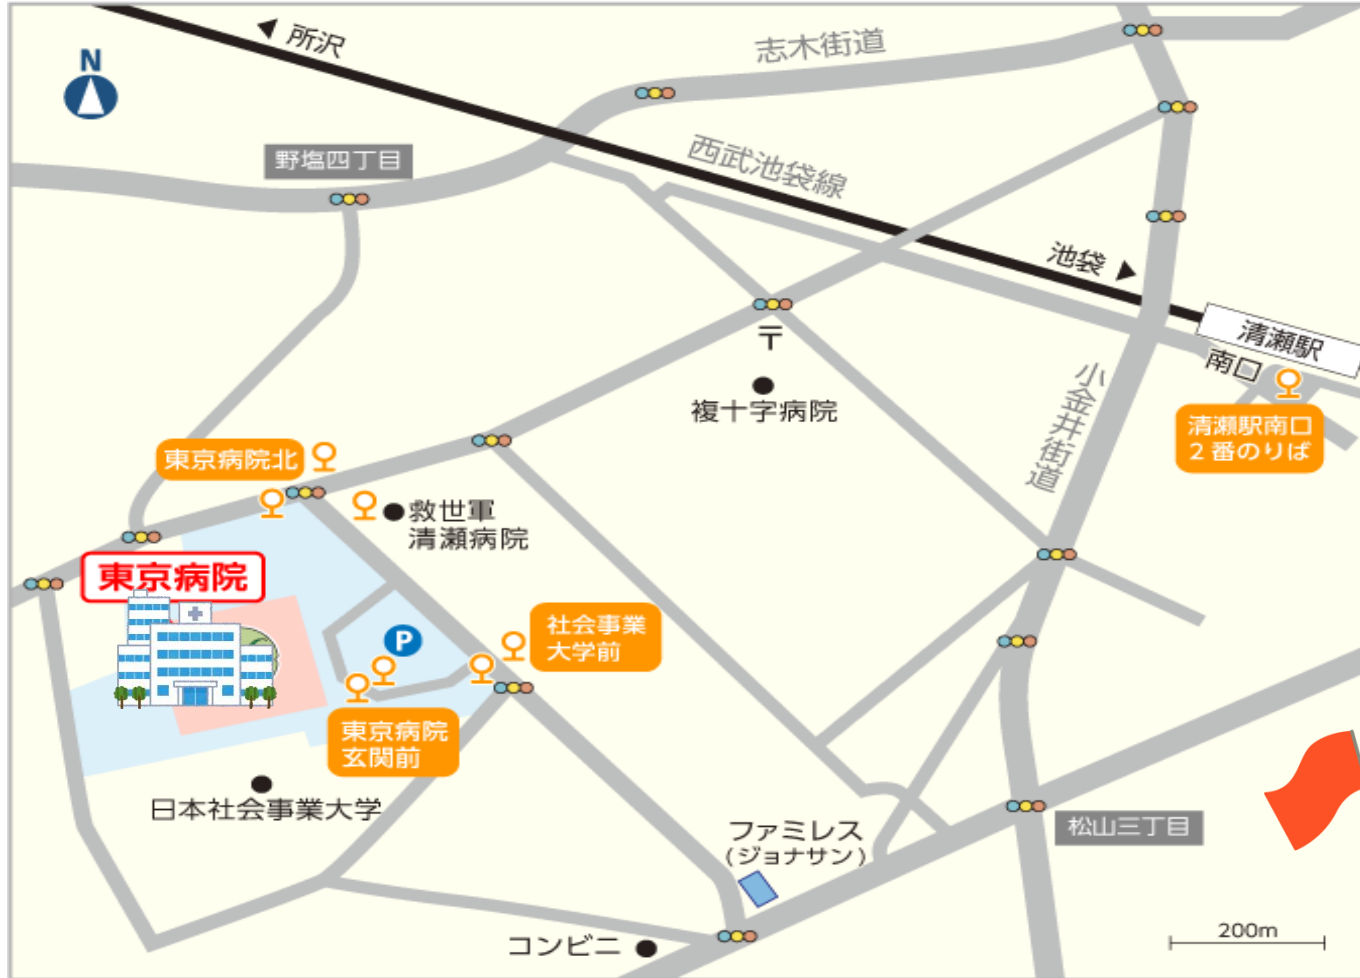 所沢
志木街道
N
野塩四丁目
西武池袋線
池袋
清瀬駅
南口
〒
複十字病院
小金井街道
清瀬駅南口
2番のりば
東京病院北
救世軍
清瀬病院
東京病院
P
社会事業
大学前
東京病院
玄関前
日本社会事業大学
ファミレス
(ジョナサン)
松山三丁目
コンビニ
200m